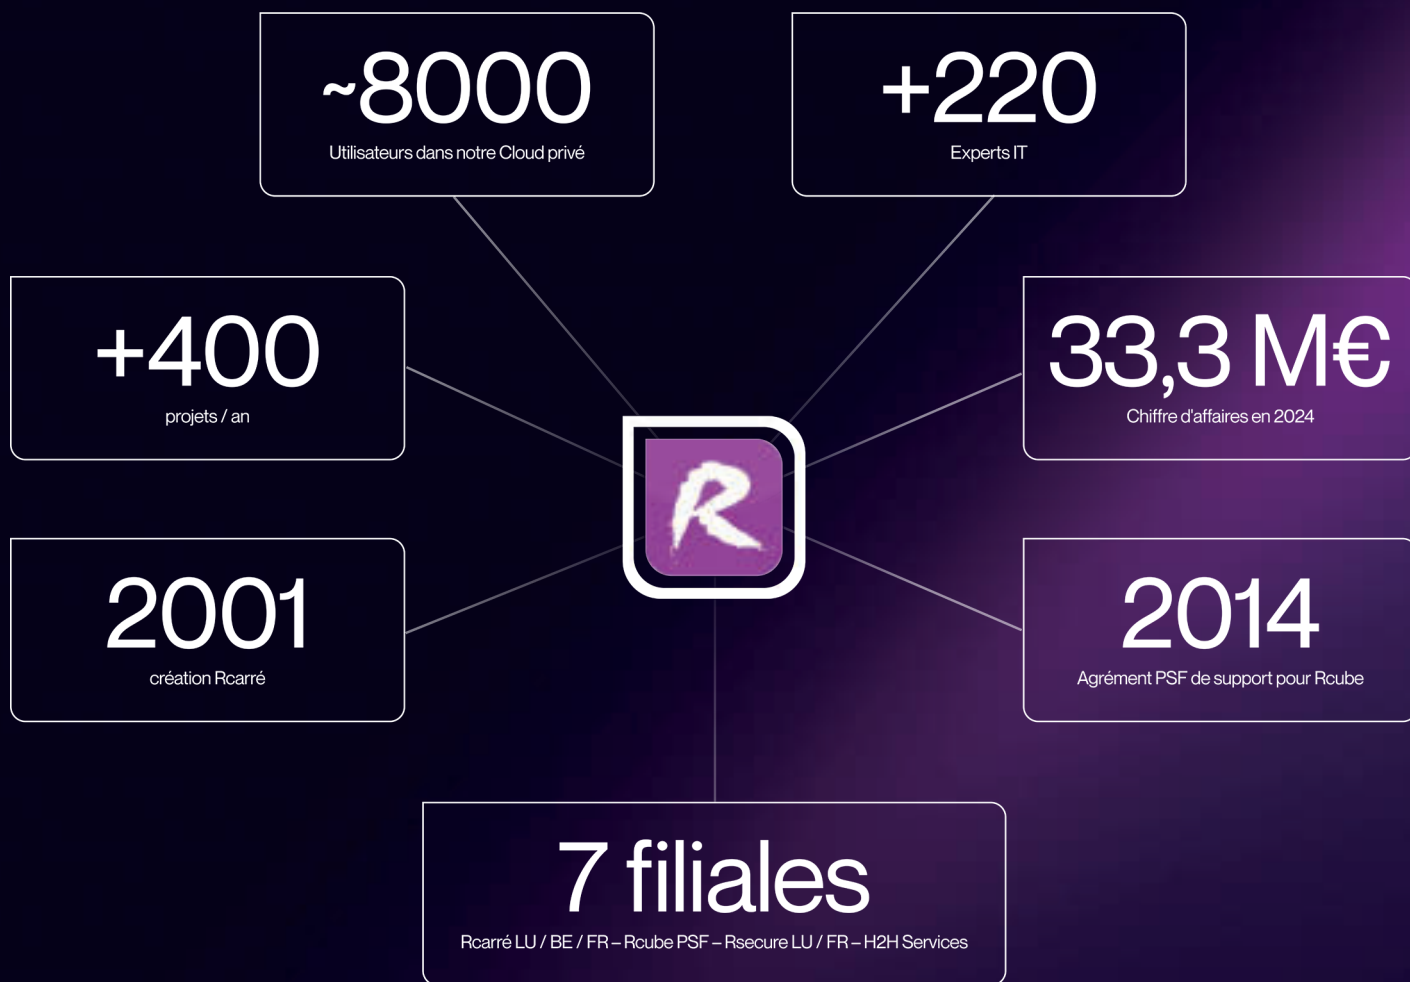 ~8000
Utilisateurs dans notre Cloud privé
+220
Experts IT
+400
projets / an
33,3 M€
Chiffre d'affaires en 2024
R
2001
création Rcarré
2014
Agrément PSF de support pour Rcube
7 filiales
Rcarré LU / BE / FR – Rcube PSF – Rsecure LU / FR – H2H Services